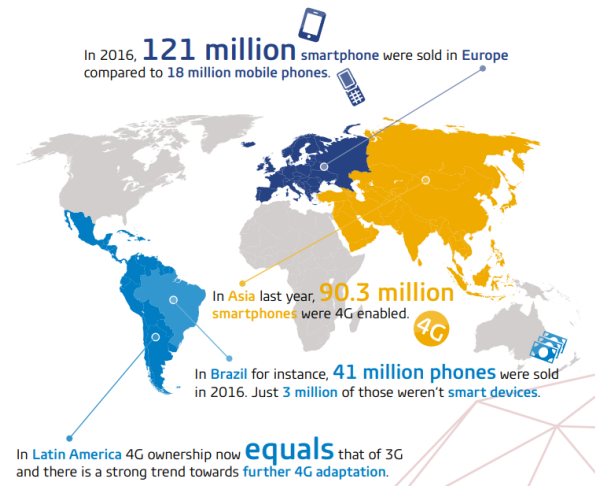 In 2016, 121 million smartphone were sold in Europe
compared to 18 million mobile phones.
In Asia last year, 90.3 million
smartphones were 4G enabled.
4G
In Brazil for instance, 41 million phones were sold
in 2016. Just 3 million of those weren't smart devices.
In Latin America 4G ownership now equals that of 3G
and there is a strong trend towards further 4G adaptation.